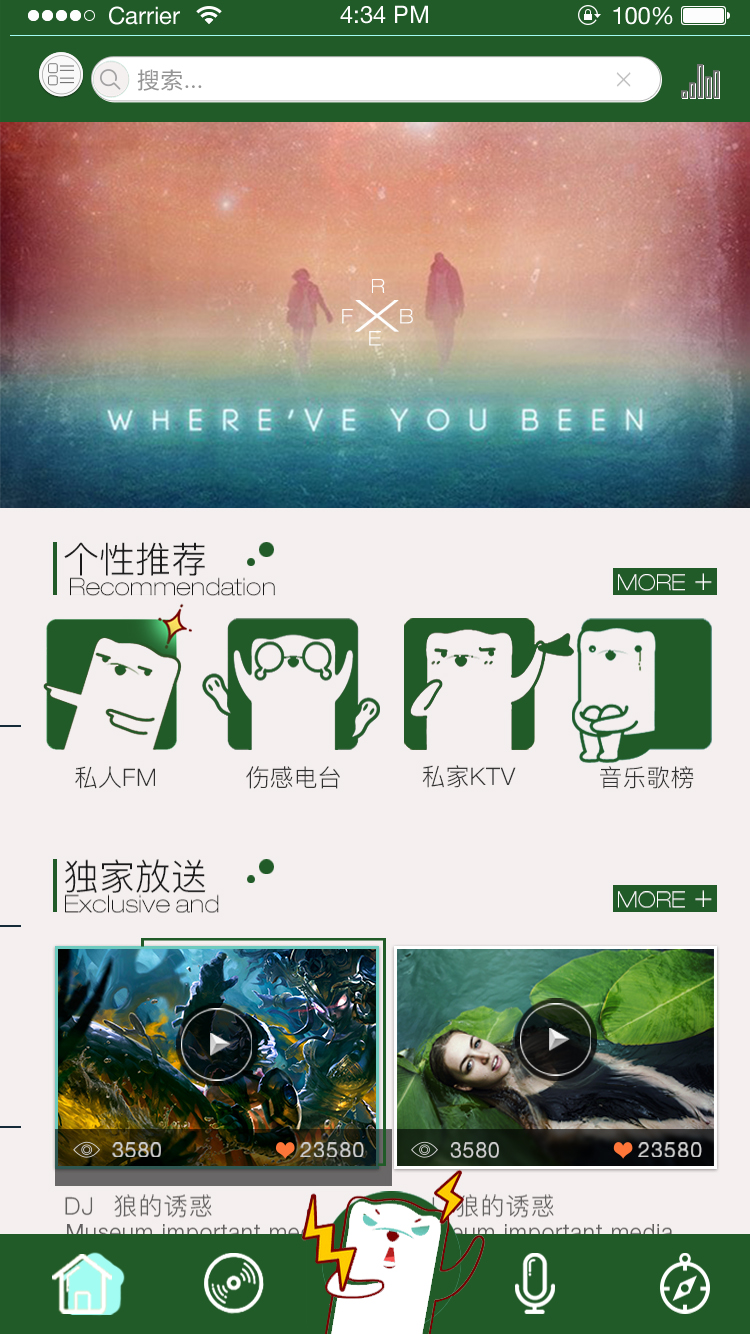 Carrier 4:34 PM 100%
搜索...
R
F B
E
WHERE'VE YOU BEEN
个性推荐
Recommendation
MORE +
私人FM 伤感电台 私家KTV 音乐歌榜
独家放送
Exclusive and
MORE +
3580 23580 3580 23580
DJ 狼的诱惑 狼的诱惑
Museum important me eum important media